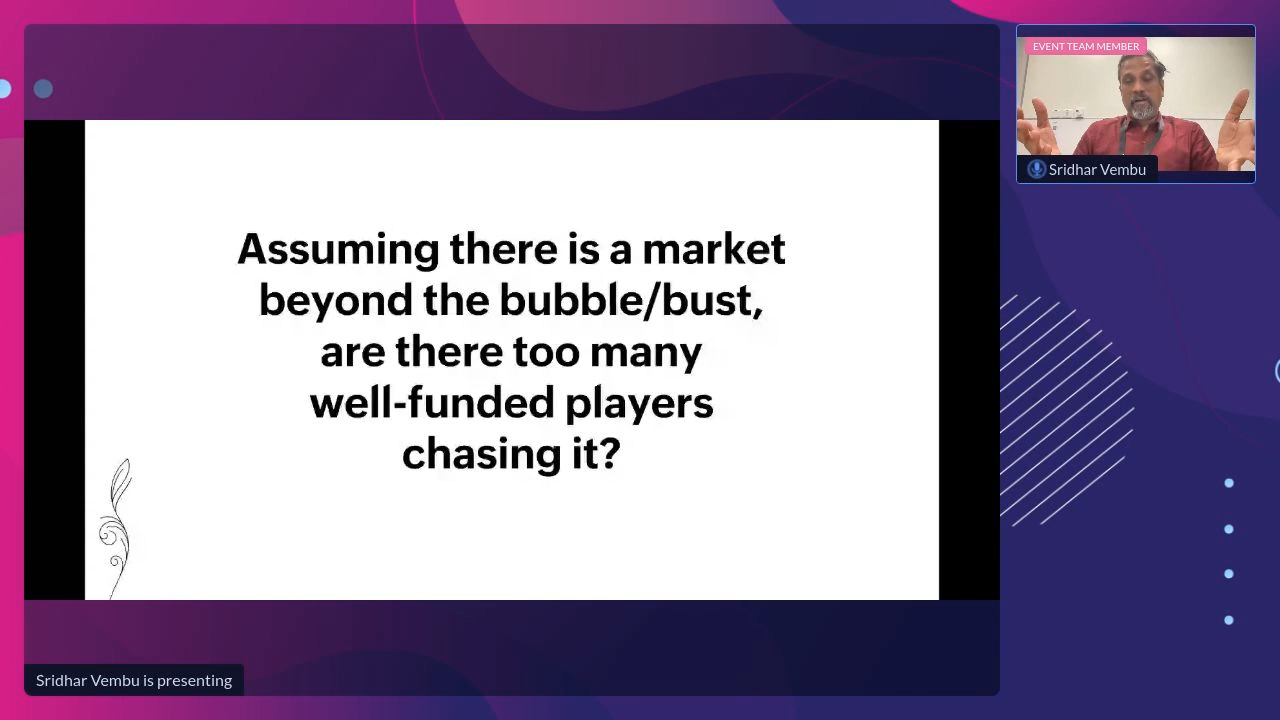 Assuming there is a market
beyond the bubble/bust,
are there too many
well-funded players
chasing it?
EVENT TEAM MEMBER
Sridhar Vembu
Sridhar Vembu is presenting